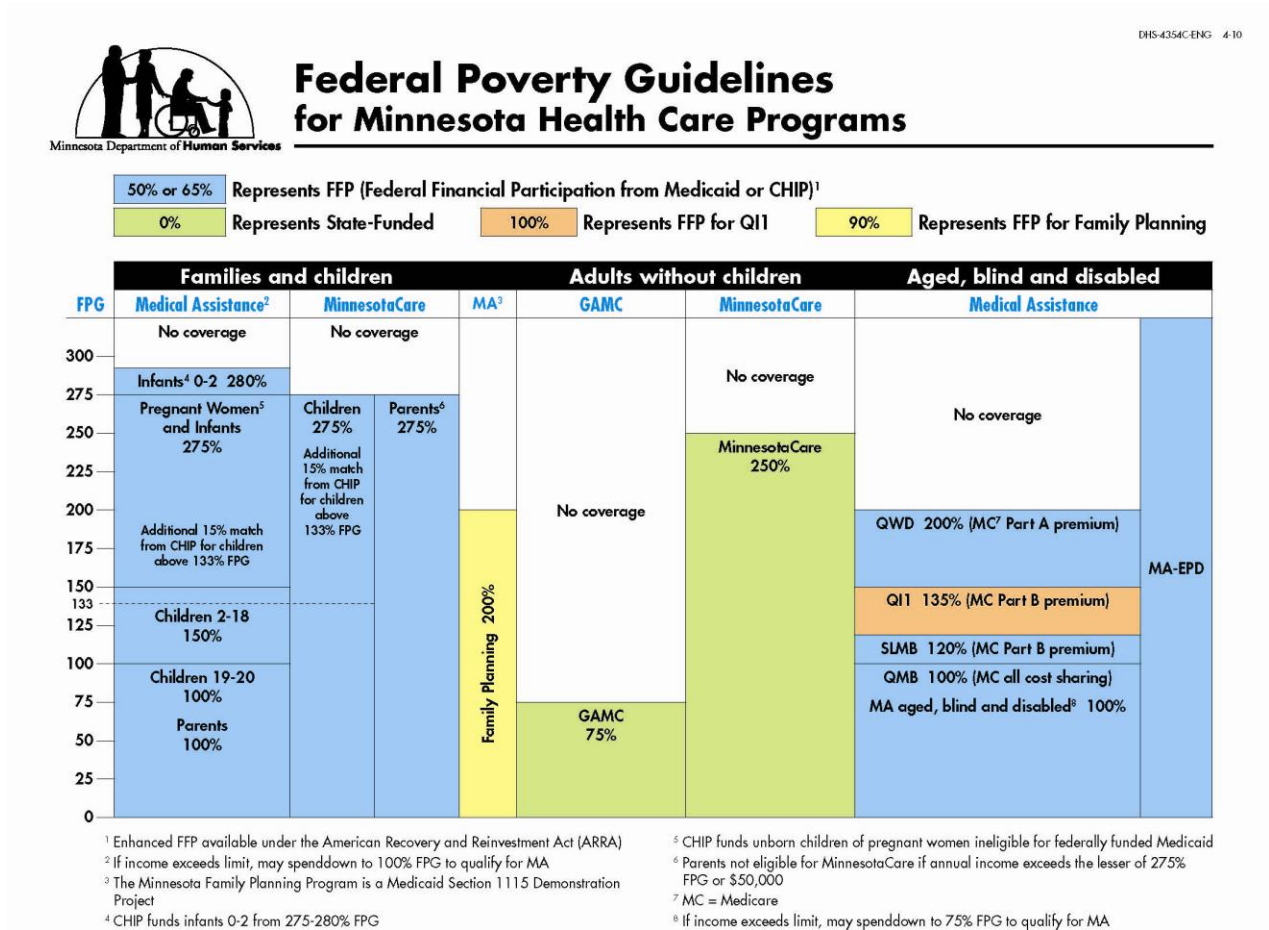 DHS-4354C-ENG 4-10
Federal Poverty Guidelines
for Minnesota Health Care Programs
Minnesota Department of Human Services
50% or 65% Represents FFP (Federal Financial Participation from Medicaid or CHIP)¹
0% Represents State-Funded 100% Represents FFP for QI1 90% Represents FFP for Family Planning
Families and children Adults without children Aged, blind and disabled
FPG Medical Assistance² MinnesotaCare MA³ GAMC MinnesotaCare Medical Assistance
300
275
250
225
200
175
150
133
125
100
75
50
25
0
No coverage
Infants⁴ 0-2 280%
Pregnant Women⁵
and Infants
275%
Additional 15% match
from CHIP for children
above 133% FPG
Children 2-18
150%
Children 19-20
100%
Parents
100%
No coverage
Children
275%
Additional
15% match
from CHIP
for children
above
133% FPG
Parents⁶
275%
Family Planning 200%
No coverage
GAMC
75%
No coverage
MinnesotaCare
250%
No coverage
QWD 200% (MC⁷ Part A premium)
QI1 135% (MC Part B premium)
SLMB 120% (MC Part B premium)
QMB 100% (MC all cost sharing)
MA aged, blind and disabled⁸ 100%
MA-EPD
¹ Enhanced FFP available under the American Recovery and Reinvestment Act (ARRA)
² If income exceeds limit, may spenddown to 100% FPG to qualify for MA
³ The Minnesota Family Planning Program is a Medicaid Section 1115 Demonstration
Project
⁴ CHIP funds infants 0-2 from 275-280% FPG
⁵ CHIP funds unborn children of pregnant women ineligible for federally funded Medicaid
⁶ Parents not eligible for MinnesotaCare if annual income exceeds the lesser of 275%
FPG or $50,000
⁷ MC = Medicare
⁸ If income exceeds limit, may spenddown to 75% FPG to qualify for MA